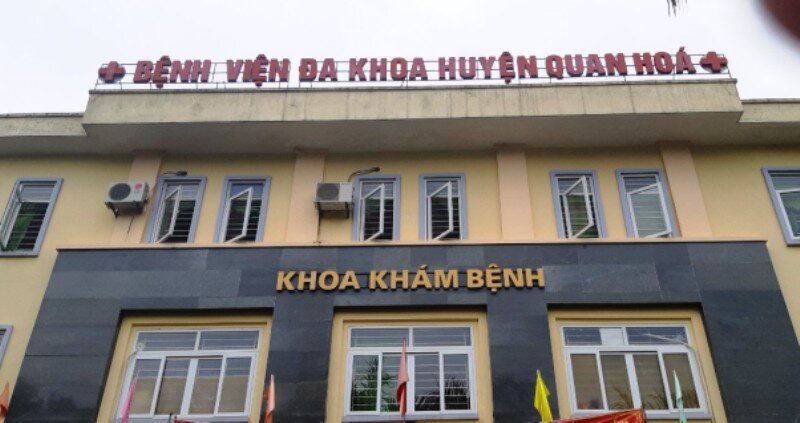 BỆNH VIỆN ĐA KHOA HUYỆN QUAN HOÁ
KHOA KHÁM BỆNH